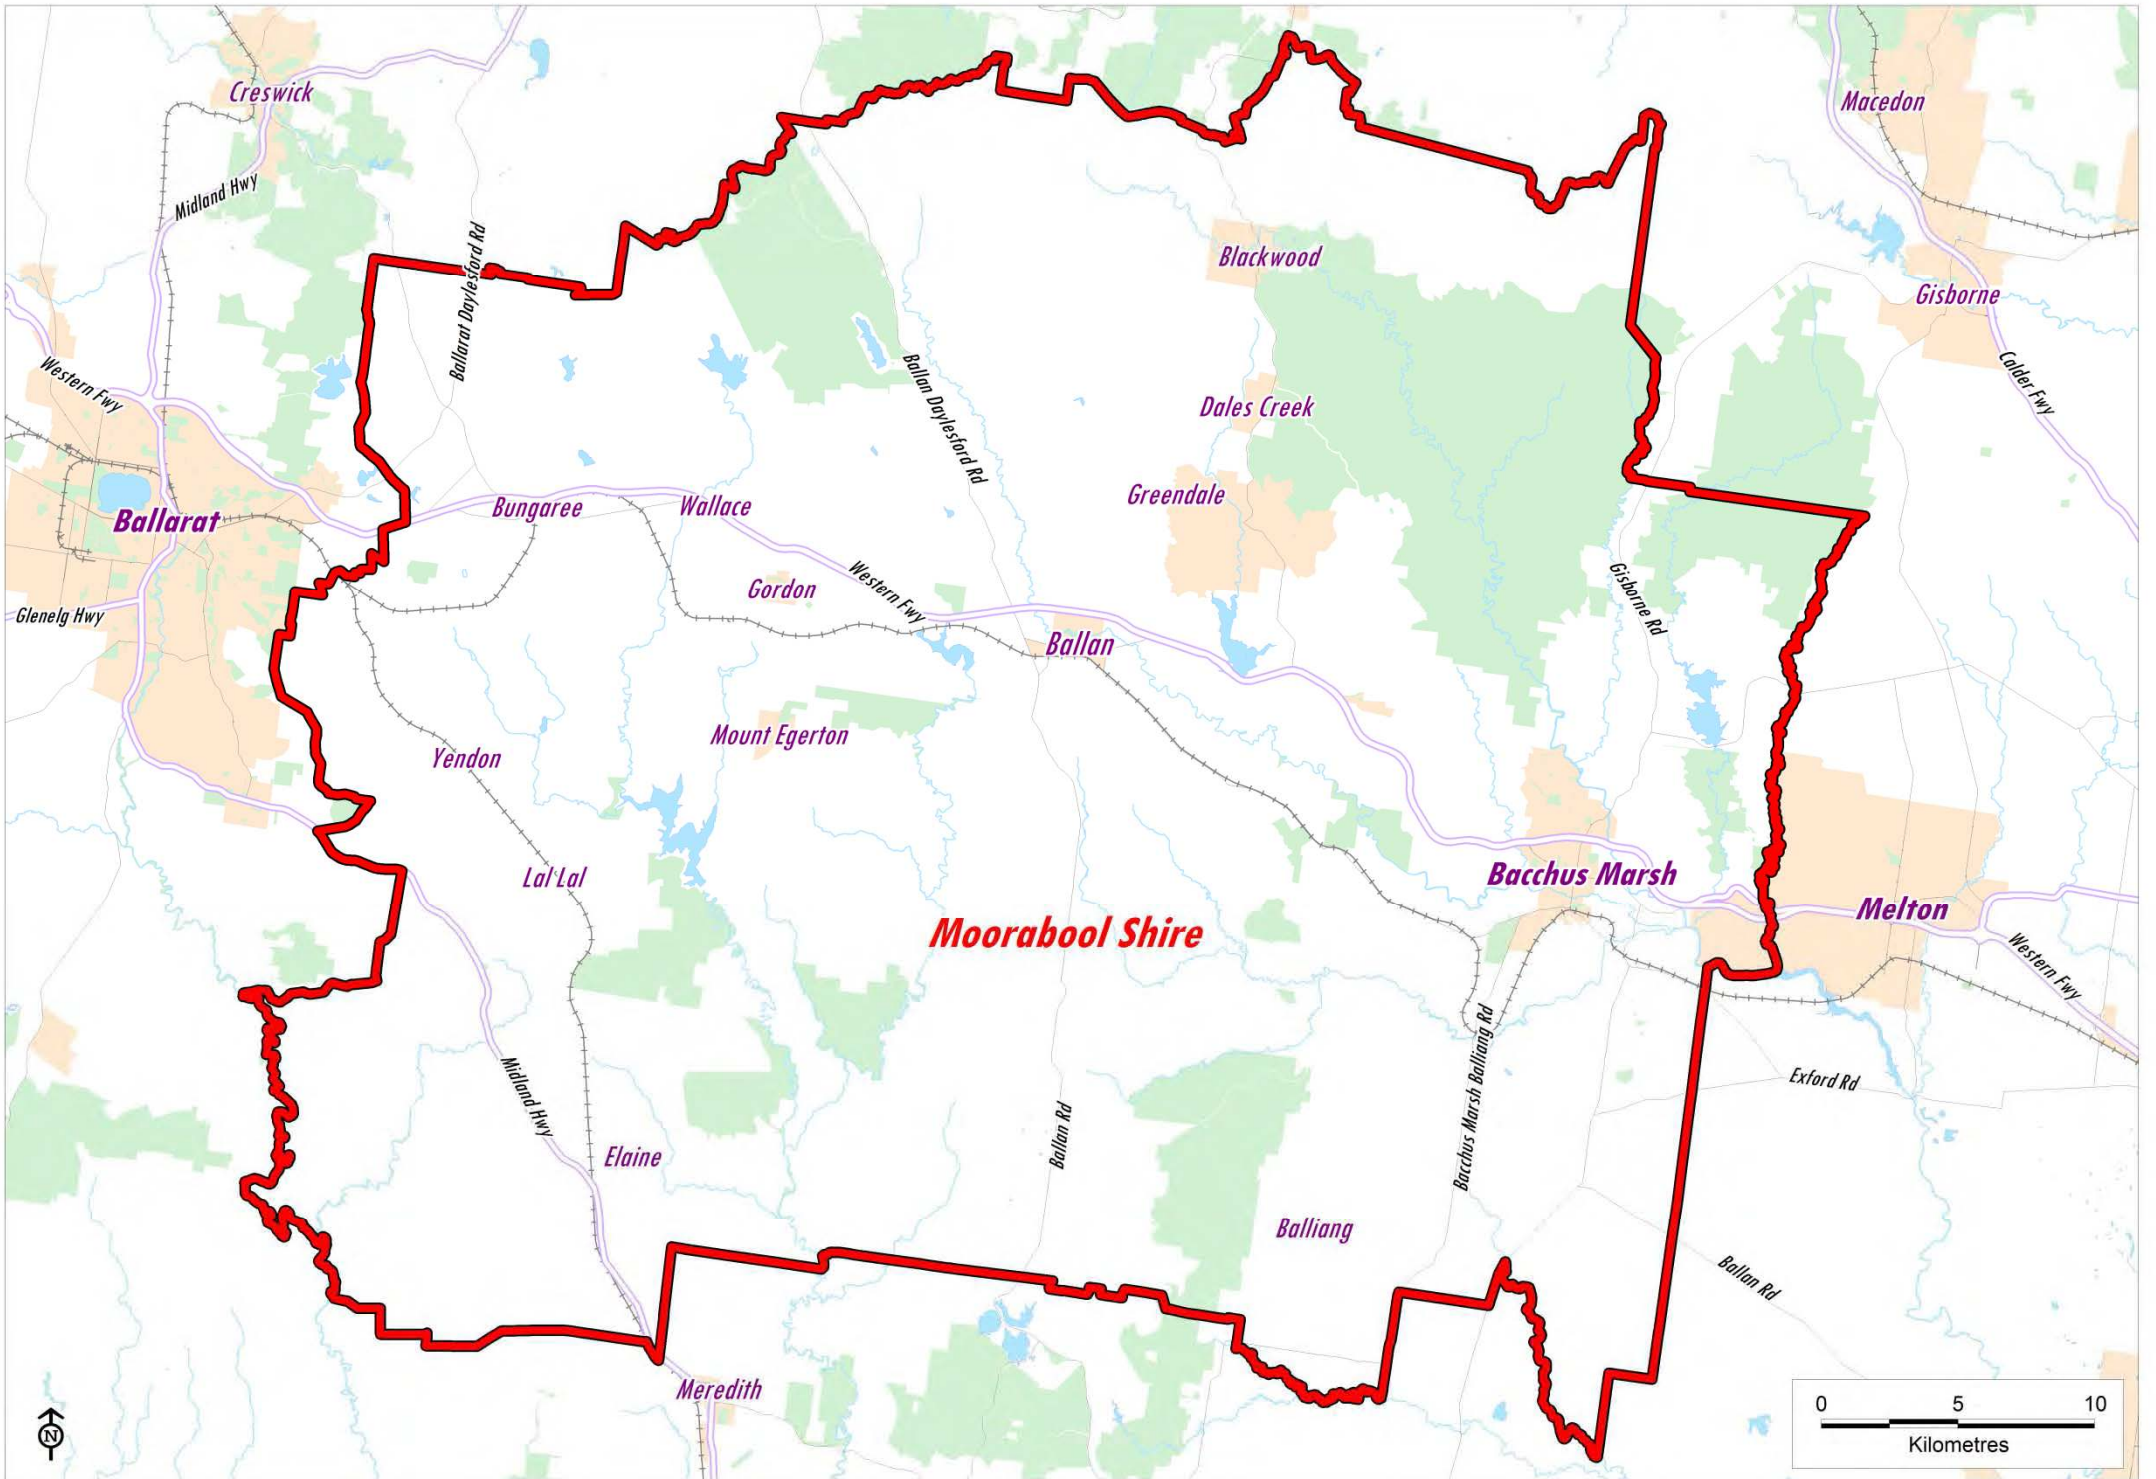 Creswick
Macedon
Midland Hwy
Ballarat Daylesford Rd
Blackwood
Gisborne
Western Fwy
Ballan Daylesford Rd
Calder Fwy
Dales Creek
Greendale
Bungaree
Wallace
Ballarat
Gordon
Western Fwy
Gisborne Rd
Glenelg Hwy
Ballan
Mount Egerton
Yendon
Lal Lal
Bacchus Marsh
Melton
Moorabool Shire
Western Fwy
Midland Hwy
Bacchus Marsh Balliang Rd
Exford Rd
Ballan Rd
Elaine
Balliang
Ballan Rd
Meredith
N
0 5 10
Kilometres